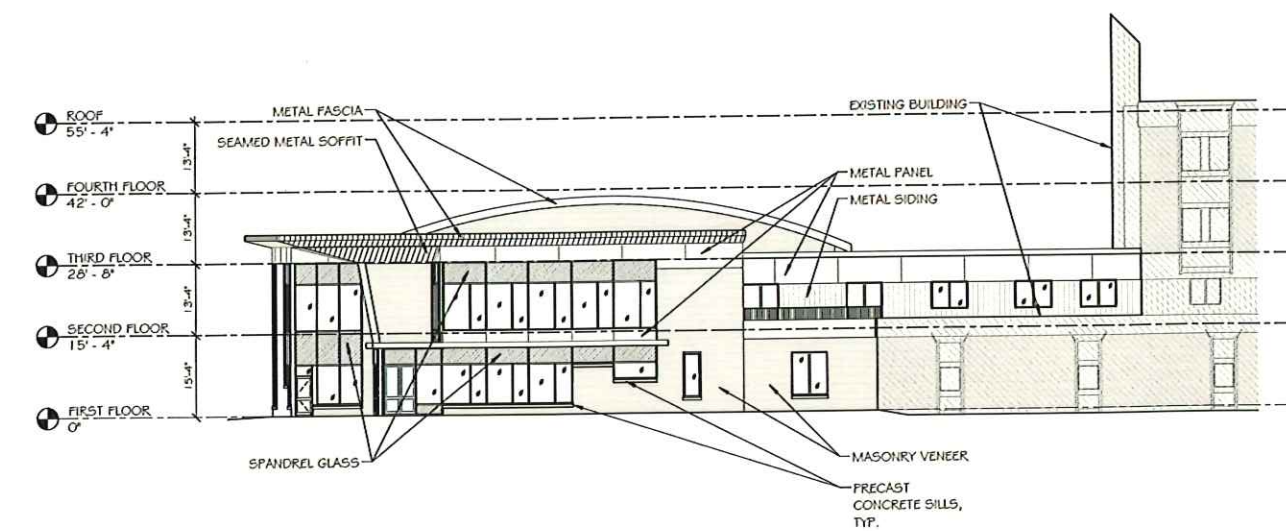 ROOF
55' - 4"
FOURTH FLOOR
42' - 0"
THIRD FLOOR
28' - 8"
SECOND FLOOR
15' - 4"
FIRST FLOOR
0"
13'-4"
13'-4"
13'-4"
15'-4"
METAL FASCIA
SEAMED METAL SOFFIT
EXISTING BUILDING
METAL PANEL
METAL SIDING
SPANDREL GLASS
MASONRY VENEER
PRECAST
CONCRETE SILLS,
TYP.